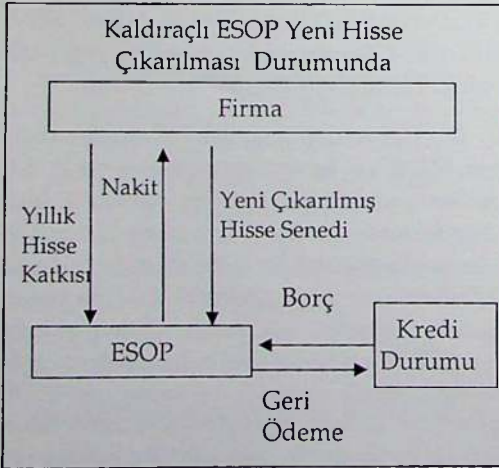 Kaldıraçlı ESOP Yeni Hisse
Çıkarılması Durumunda
Firma
Nakit
Yıllık
Hisse
Katkısı
Yeni Çıkarılmış
Hisse Senedi
Borç
ESOP
Kredi
Durumu
Geri
Ödeme